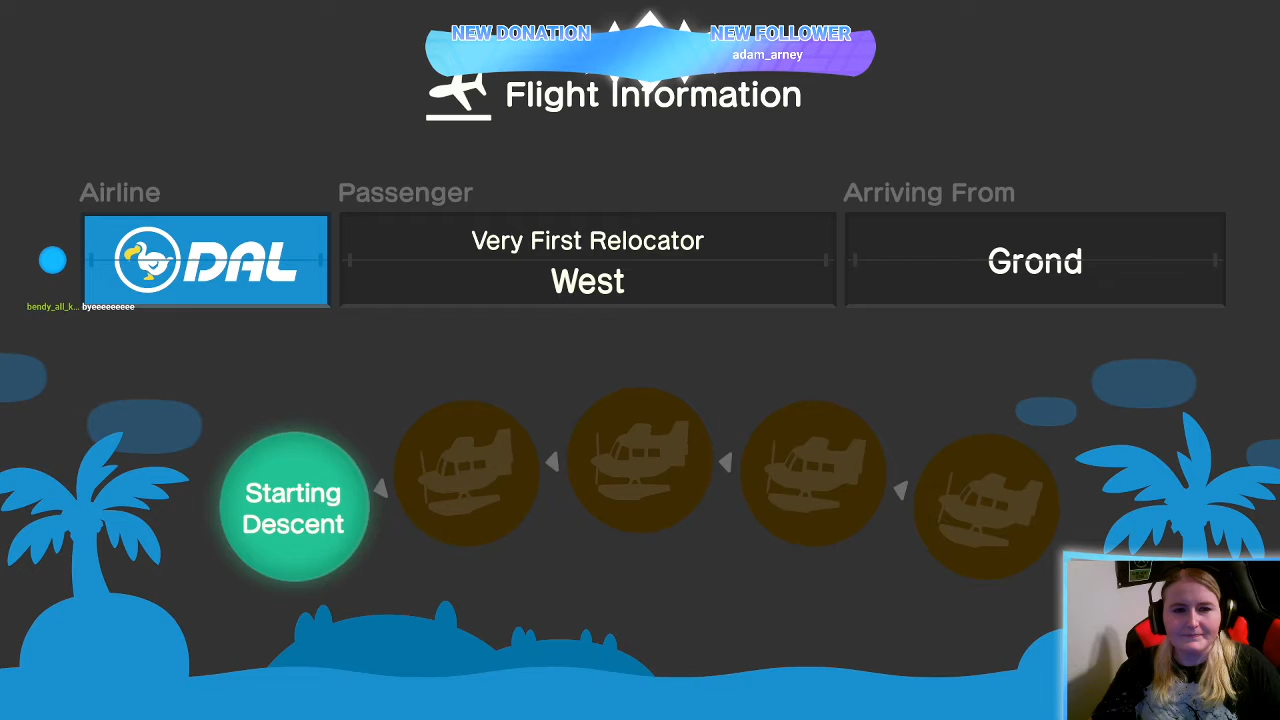 NEW DONATION
NEW FOLLOWER
adam_arney
Flight Information
Airline
Passenger
Arriving From
DAL
Very First Relocator
West
Grond
bendy_all_k... byeeeeeeeee
Starting
Descent